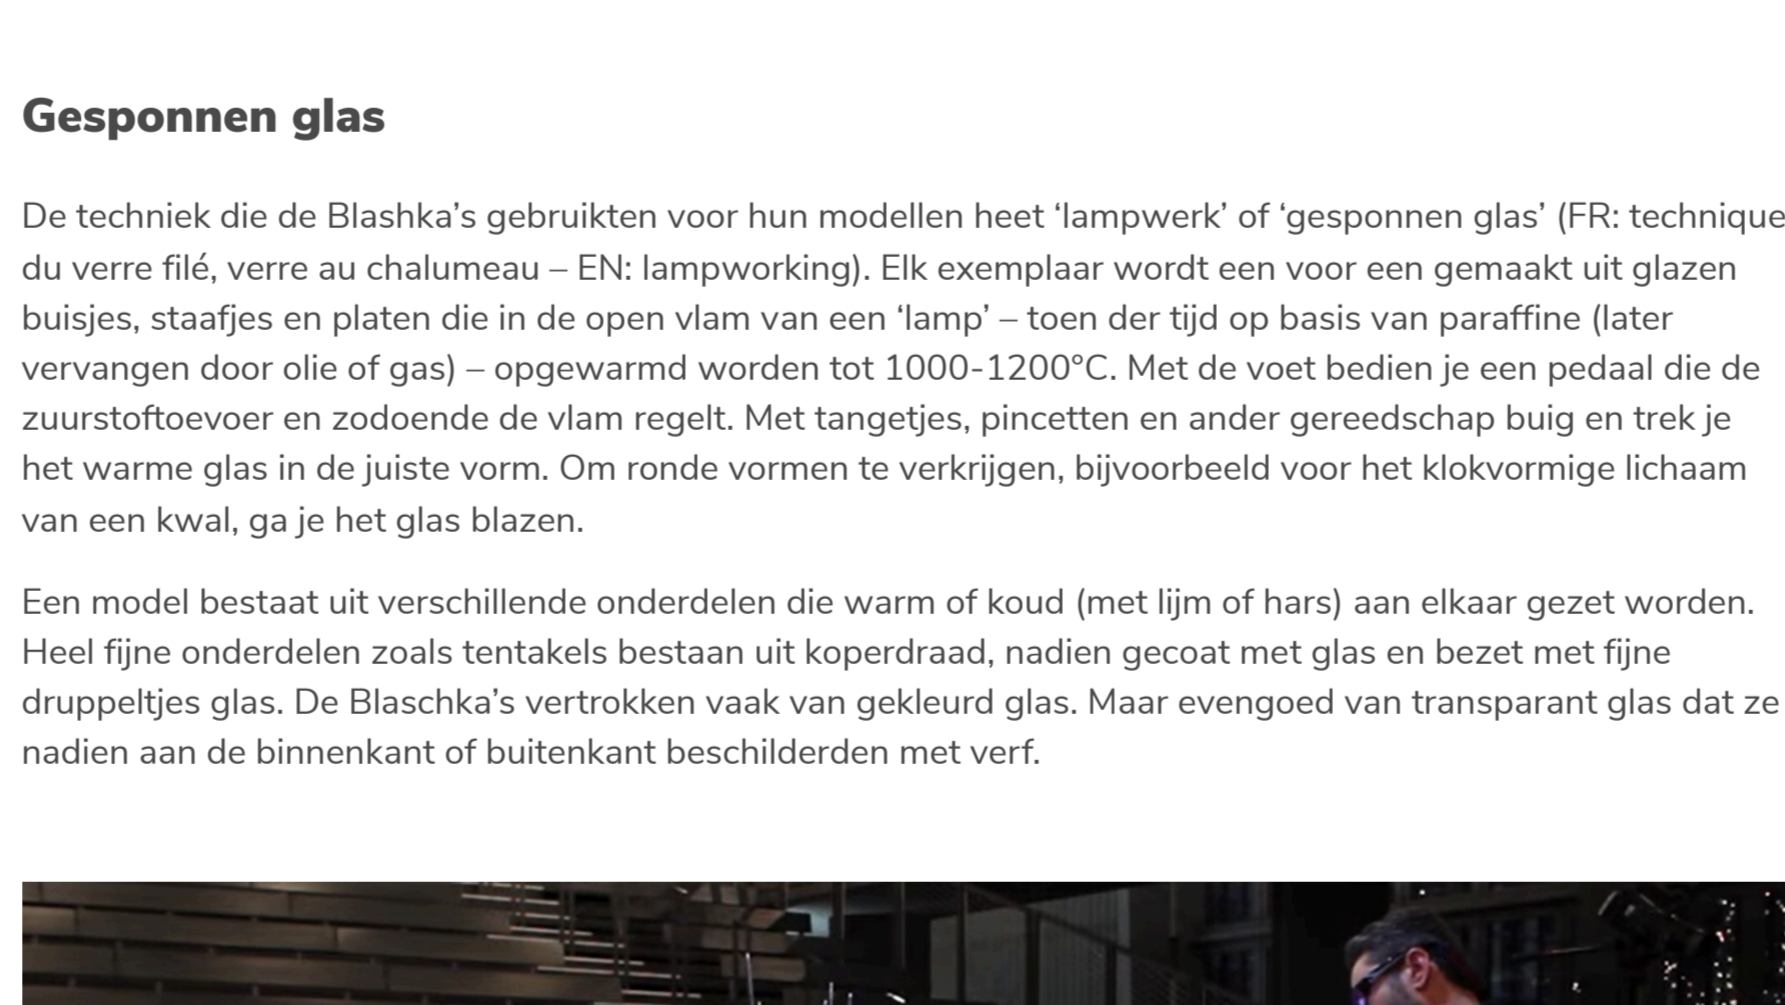 Gesponnen glas
De techniek die de Blashka’s gebruikten voor hun modellen heet ‘lampwerk’ of ‘gesponnen glas’ (FR: technique
du verre filé, verre au chalumeau – EN: lampworking). Elk exemplaar wordt een voor een gemaakt uit glazen
buisjes, staafjes en platen die in de open vlam van een ‘lamp’ – toen der tijd op basis van paraffine (later
vervangen door olie of gas) – opgewarmd worden tot 1000-1200°C. Met de voet bedien je een pedaal die de
zuurstoftoevoer en zodoende de vlam regelt. Met tangetjes, pincetten en ander gereedschap buig en trek je
het warme glas in de juiste vorm. Om ronde vormen te verkrijgen, bijvoorbeeld voor het klokvormige lichaam
van een kwal, ga je het glas blazen.
Een model bestaat uit verschillende onderdelen die warm of koud (met lijm of hars) aan elkaar gezet worden.
Heel fijne onderdelen zoals tentakels bestaan uit koperdraad, nadien gecoat met glas en bezet met fijne
druppeltjes glas. De Blaschka’s vertrokken vaak van gekleurd glas. Maar evengoed van transparant glas dat ze
nadien aan de binnenkant of buitenkant beschilderden met verf.